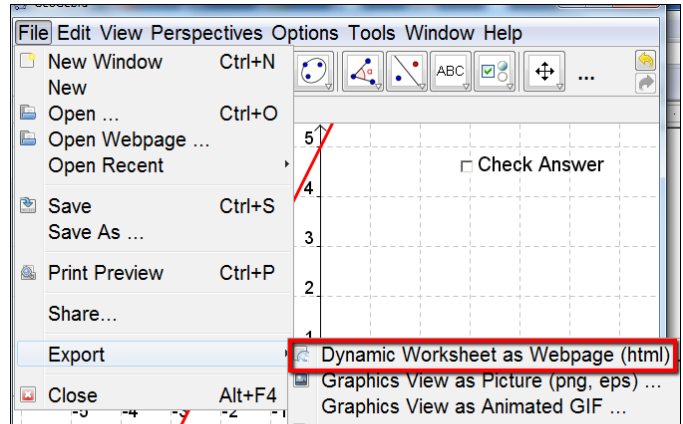 File Edit View Perspectives Options Tools Window Help
New Window Ctrl+N
New
Open ... Ctrl+O
Open Webpage ...
Open Recent
Save Ctrl+S
Save As ...
Print Preview Ctrl+P
Share...
Export
Close Alt+F4
ABC
...
5
Check Answer
4
3
2
1
Dynamic Worksheet as Webpage (html)
Graphics View as Picture (png, eps) ...
Graphics View as Animated GIF ...
-5 -4 -3 -2 -1